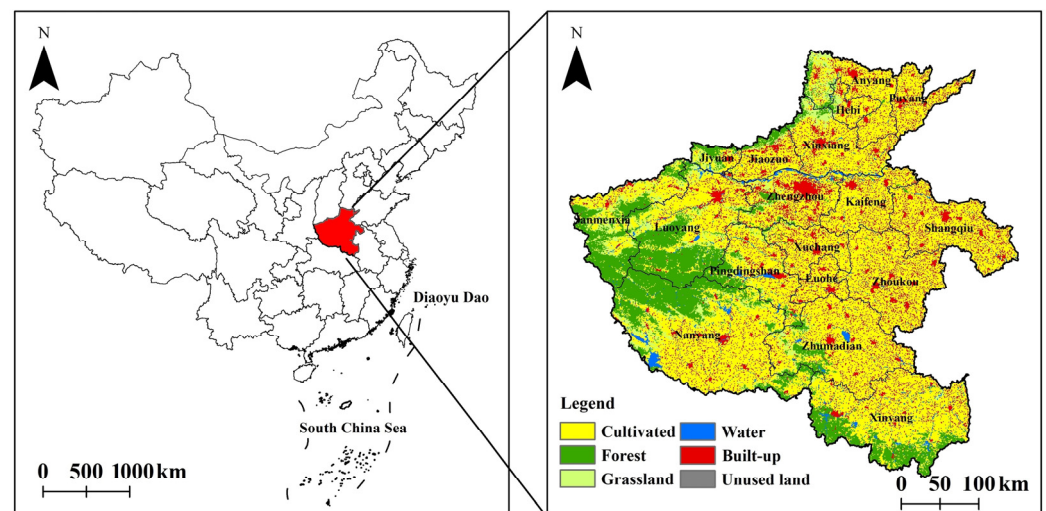 N
Diaoyu Dao
South China Sea
0 500 1000 km
N
Anyang
Puyang
Hebi
Xinxiang
Jiyuan
Jiaozuo
Zhengzhou
Kaifeng
Sanmenxia
Luoyang
Shangqiu
Xuchang
Pingdingshan
Luohe
Zhoukou
Nanyang
Zhumadian
Xinyang
Legend
Cultivated
Water
Forest
Built-up
Grassland
Unused land
0 50 100 km